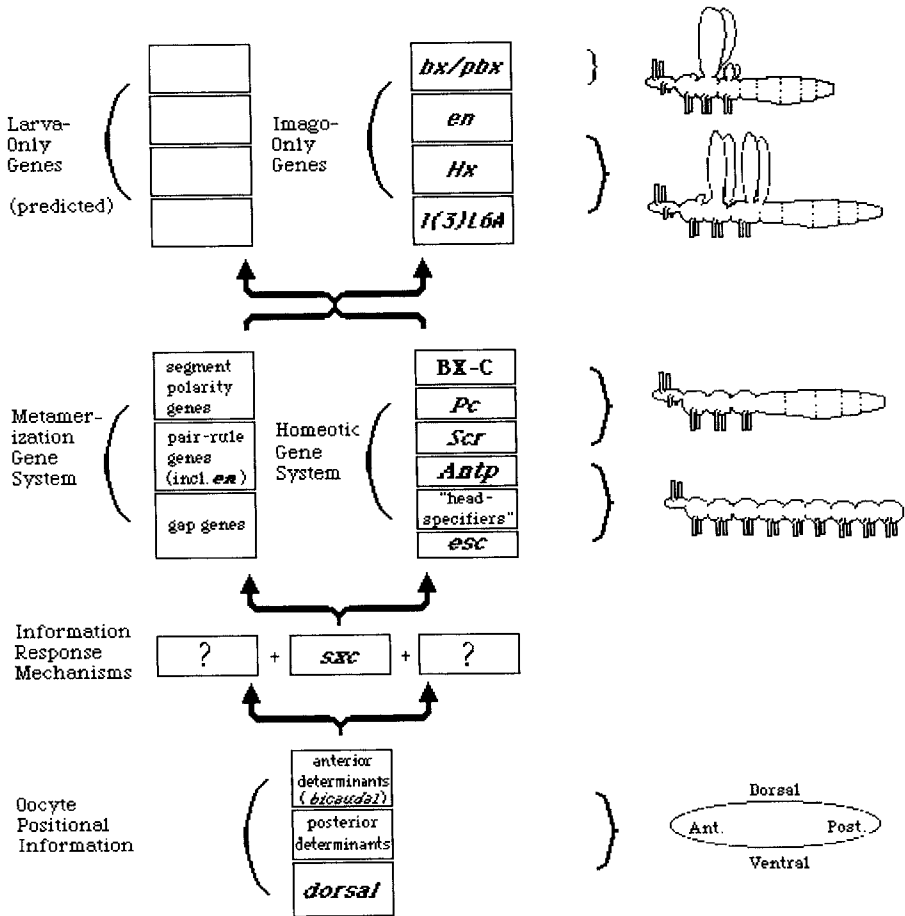 Larva-
Only
Genes
(predicted)
Imago-
Only
Genes
bx/pbx
en
Hx
l(3)L6A
Metamer-
ization
Gene
System
segment
polarity
genes
pair-rule
genes
(incl. en)
gap genes
Homeotic
Gene
System
BX-C
Pc
Scr
Antp
"head-
specifiers"
esc
Information
Response
Mechanisms
? + sxc + ?
Oocyte
Positional
Information
anterior
determinants
(bicaudal)
posterior
determinants
dorsal
Dorsal
Ant. Post.
Ventral